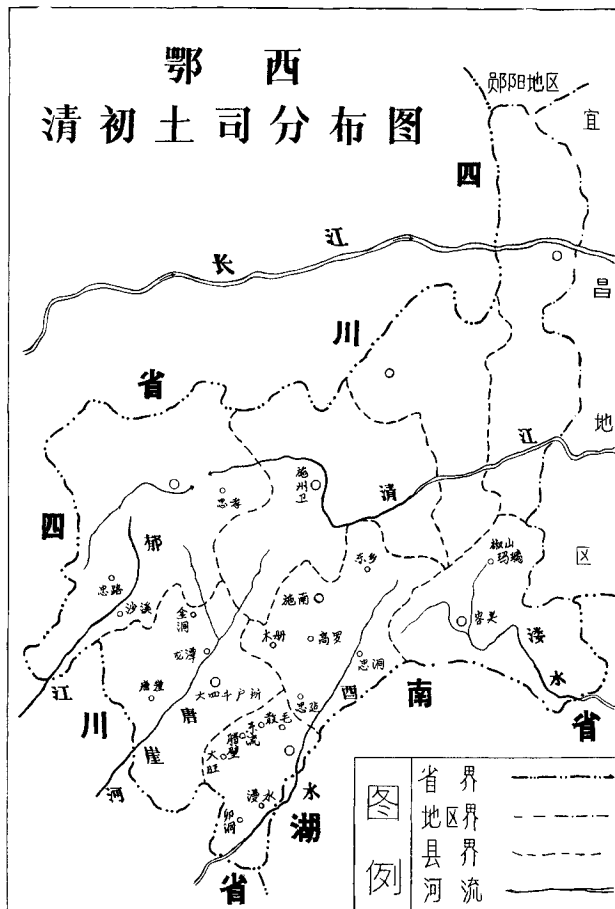 鄂西
清初土司分布图
郧阳地区
宜
昌
地
区
四
川
省
长江
清江
施州卫
忠孝
四
川
省
郁
江
忠路
沙溪
金洞
龙潭
唐崖
河
大田千户所
东乡
施南
木册
高罗
忠洞
忠建
散毛
东流
腊壁
大旺
漫水
卯洞
酉
水
椒山玛瑙
容美
溇水
湖
南
省
省
图例
省界
地区界
县界
河流